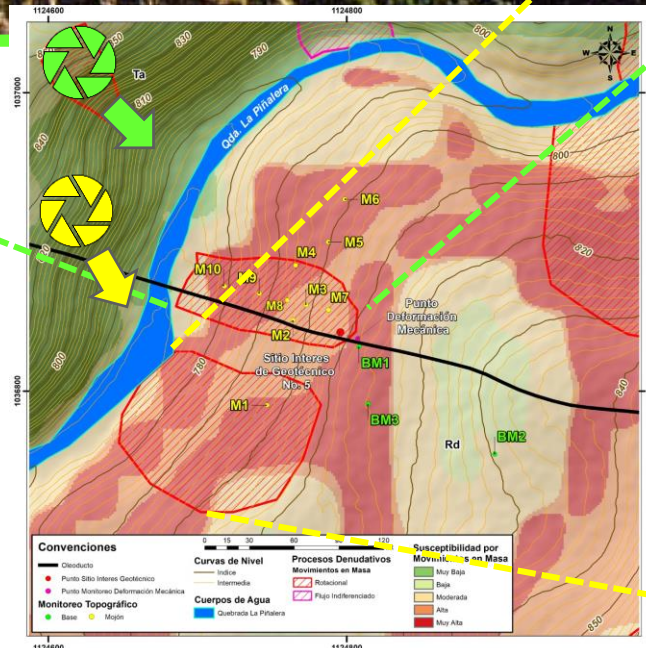 1124600
1124800
1037000
1036800
N
W
E
S
850
830
790
800
Ta
810
840
Qda. La Piñalera
800
820
M6
M5
M4
M10
M9
M3
M7
M8
M2
Punto
Deformación
Mecánica
780
Sitio Interes
de Geotécnico
No. 5
BM1
800
840
M1
BM3
BM2
Rd
850
Convenciones
Oleoducto
Punto Sitio Interes Geotécnico
Punto Monitoreo Deformación Mecánica
Monitoreo Topográfico
Base
Mojón
0 15 30 60 120
Curvas de Nivel
Indice
Intermedia
Cuerpos de Agua
Quebrada La Piñalera
Procesos Denudativos
Movimientos en Masa
Rotacional
Flujo Indiferenciado
Susceptibilidad por
Movimientos en Masa
Muy Baja
Baja
Moderada
Alta
Muy Alta
1124600
1124800